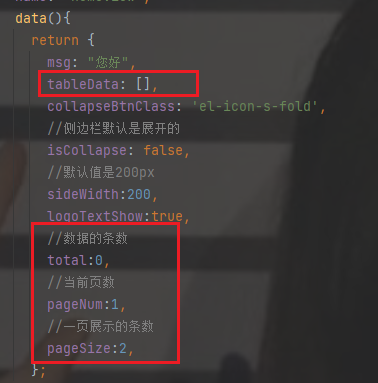 data(){
return {
msg: "您好",
tableData: [],
collapseBtnClass: 'el-icon-s-fold',
//侧边栏默认是展开的
isCollapse: false,
//默认值是200px
sideWidth:200,
logoTextShow:true,
//数据的条数
total:0,
//当前页数
pageNum:1,
//一页展示的条数
pageSize:2,
};